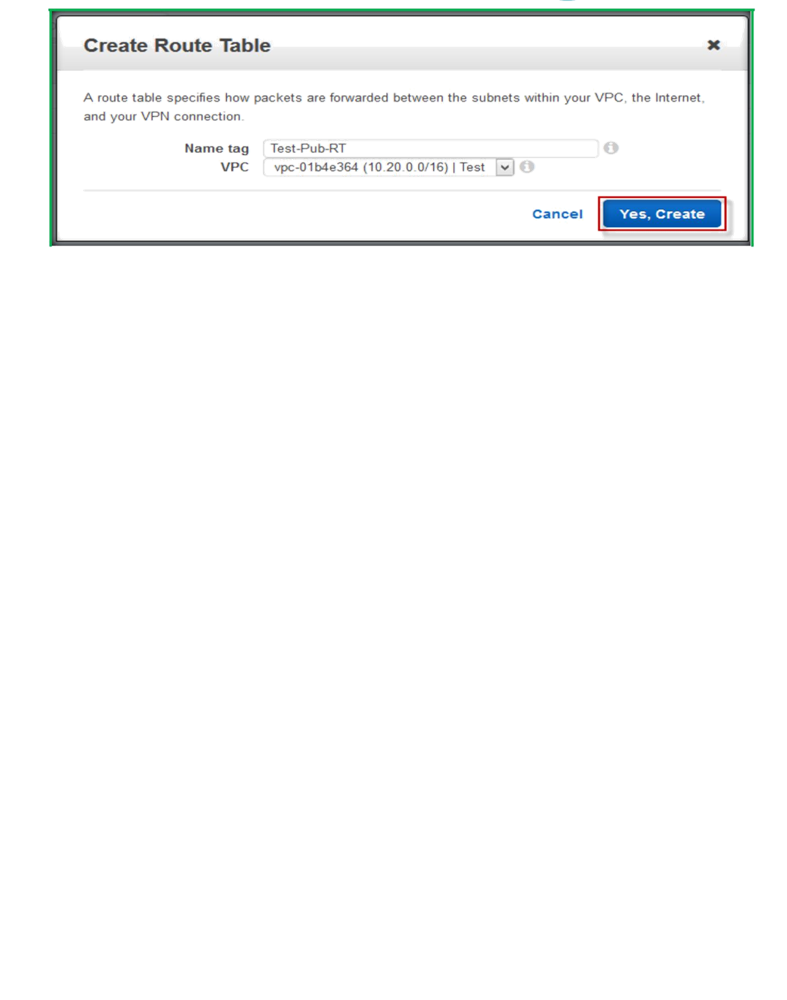 Create Route Table
A route table specifies how packets are forwarded between the subnets within your VPC, the Internet,
and your VPN connection.
Name tag Test-Pub-RT
VPC vpc-01b4e364 (10.20.0.0/16) | Test
Cancel Yes, Create